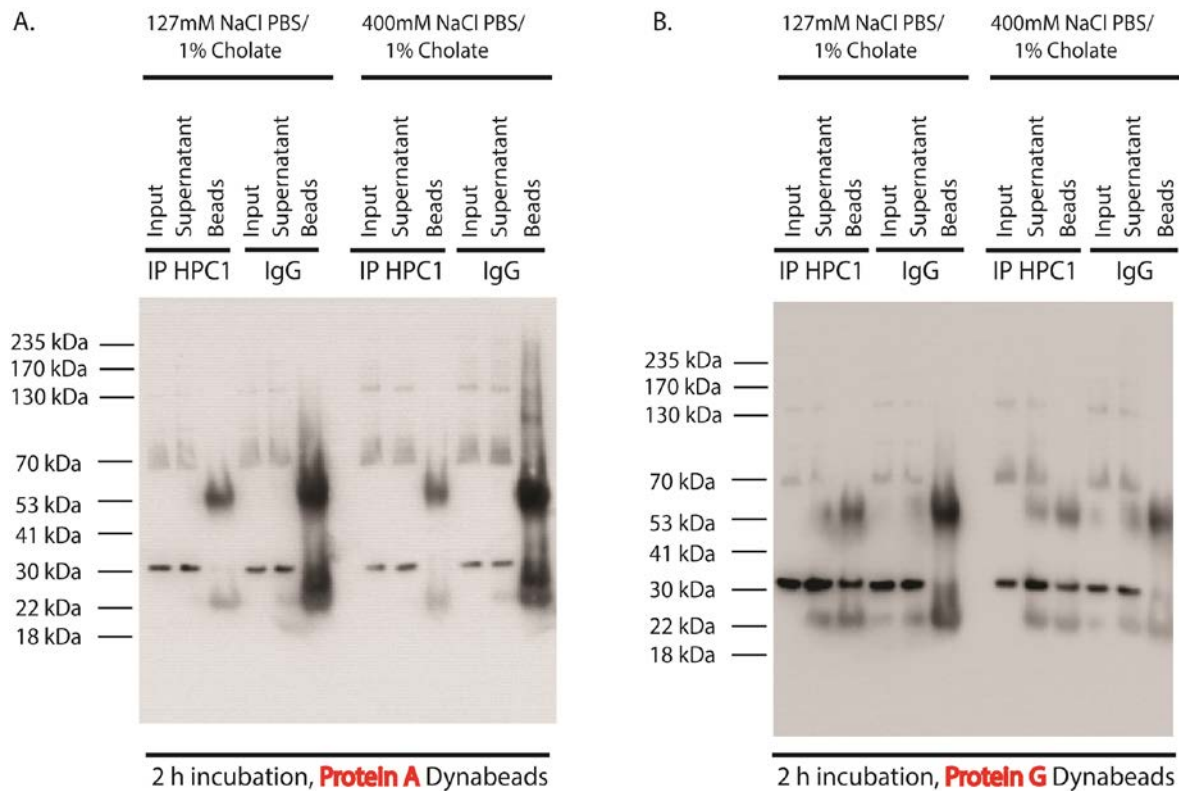 A.
127mM NaCl PBS/
1% Cholate
400mM NaCl PBS/
1% Cholate
Input
Supernatant
Beads
Input
Supernatant
Beads
Input
Supernatant
Beads
Input
Supernatant
Beads
IP HPC1
IgG
IP HPC1
IgG
235 kDa
170 kDa
130 kDa
70 kDa
53 kDa
41 kDa
30 kDa
22 kDa
18 kDa
2 h incubation, Protein A Dynabeads
B.
127mM NaCl PBS/
1% Cholate
400mM NaCl PBS/
1% Cholate
Input
Supernatant
Beads
Input
Supernatant
Beads
Input
Supernatant
Beads
Input
Supernatant
Beads
IP HPC1
IgG
IP HPC1
IgG
235 kDa
170 kDa
130 kDa
70 kDa
53 kDa
41 kDa
30 kDa
22 kDa
18 kDa
2 h incubation, Protein G Dynabeads